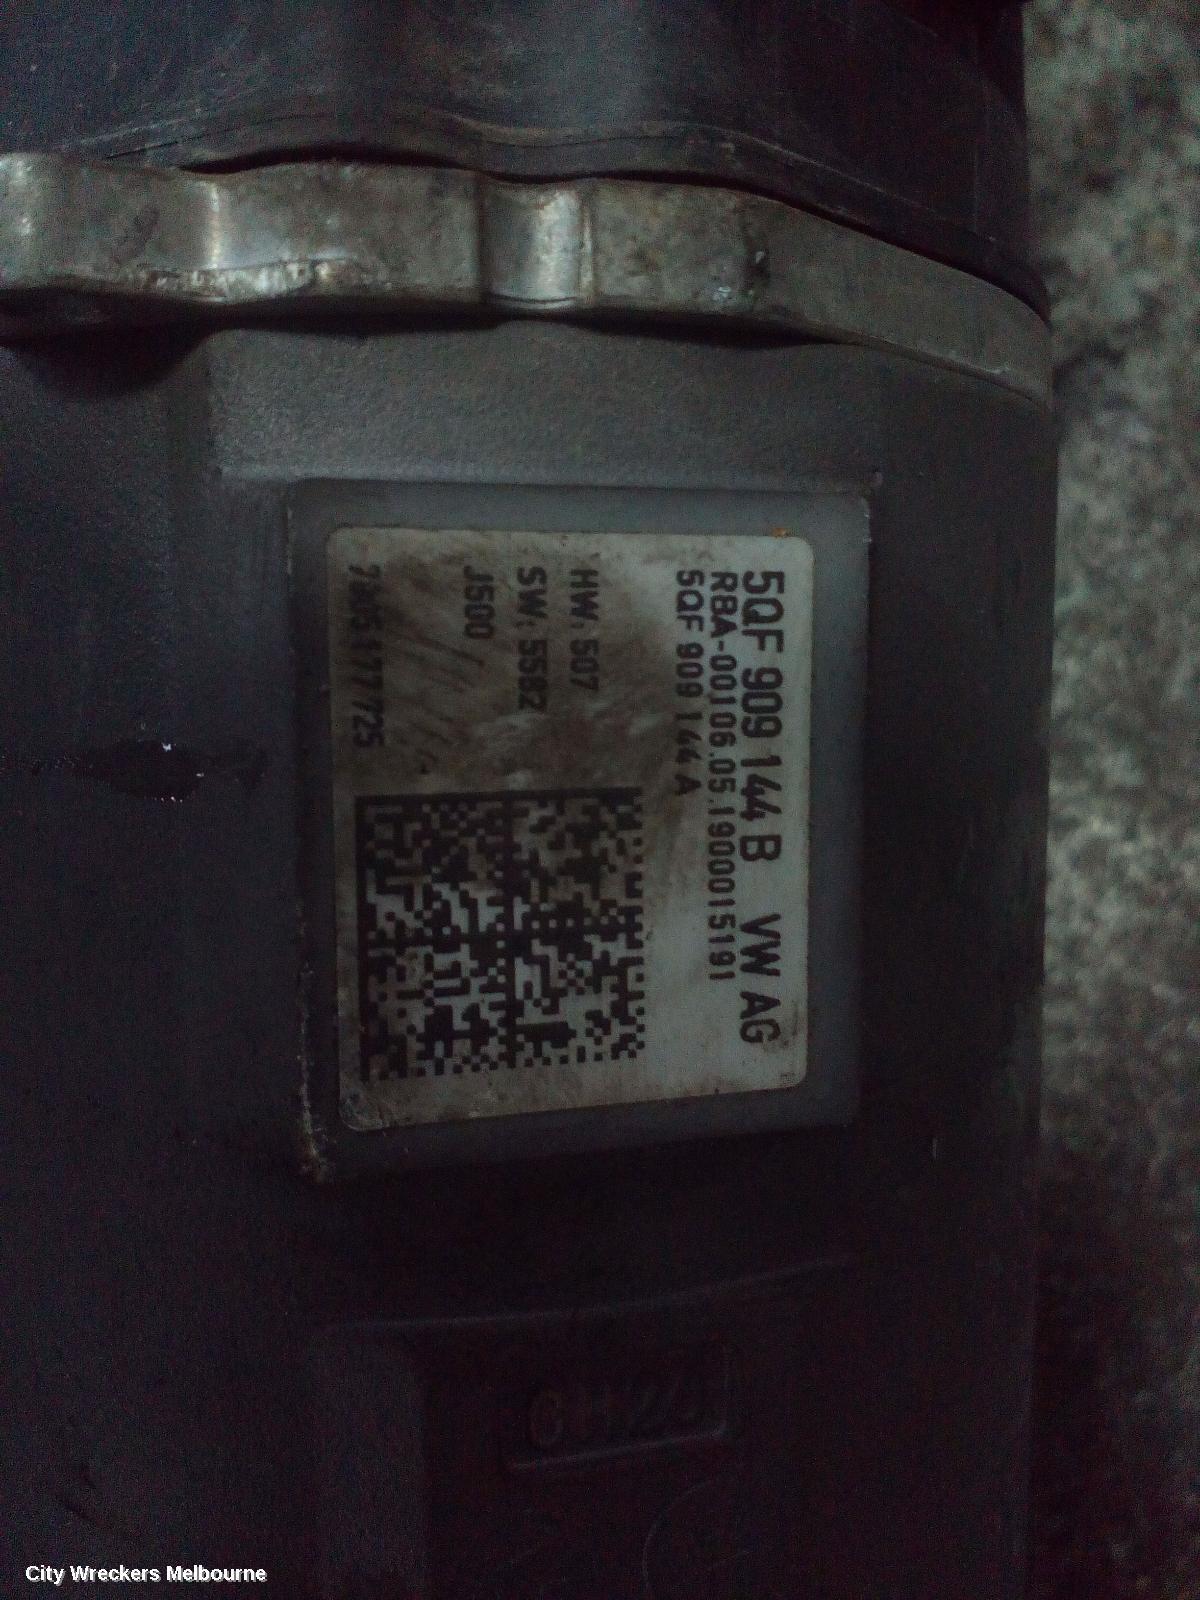 5QF 909 144 B VW AG
RBA-00106.05.1900015191
5QF 909 144 A
HW: 507
SW: 5582
J500
7805177725
City Wreckers Melbourne